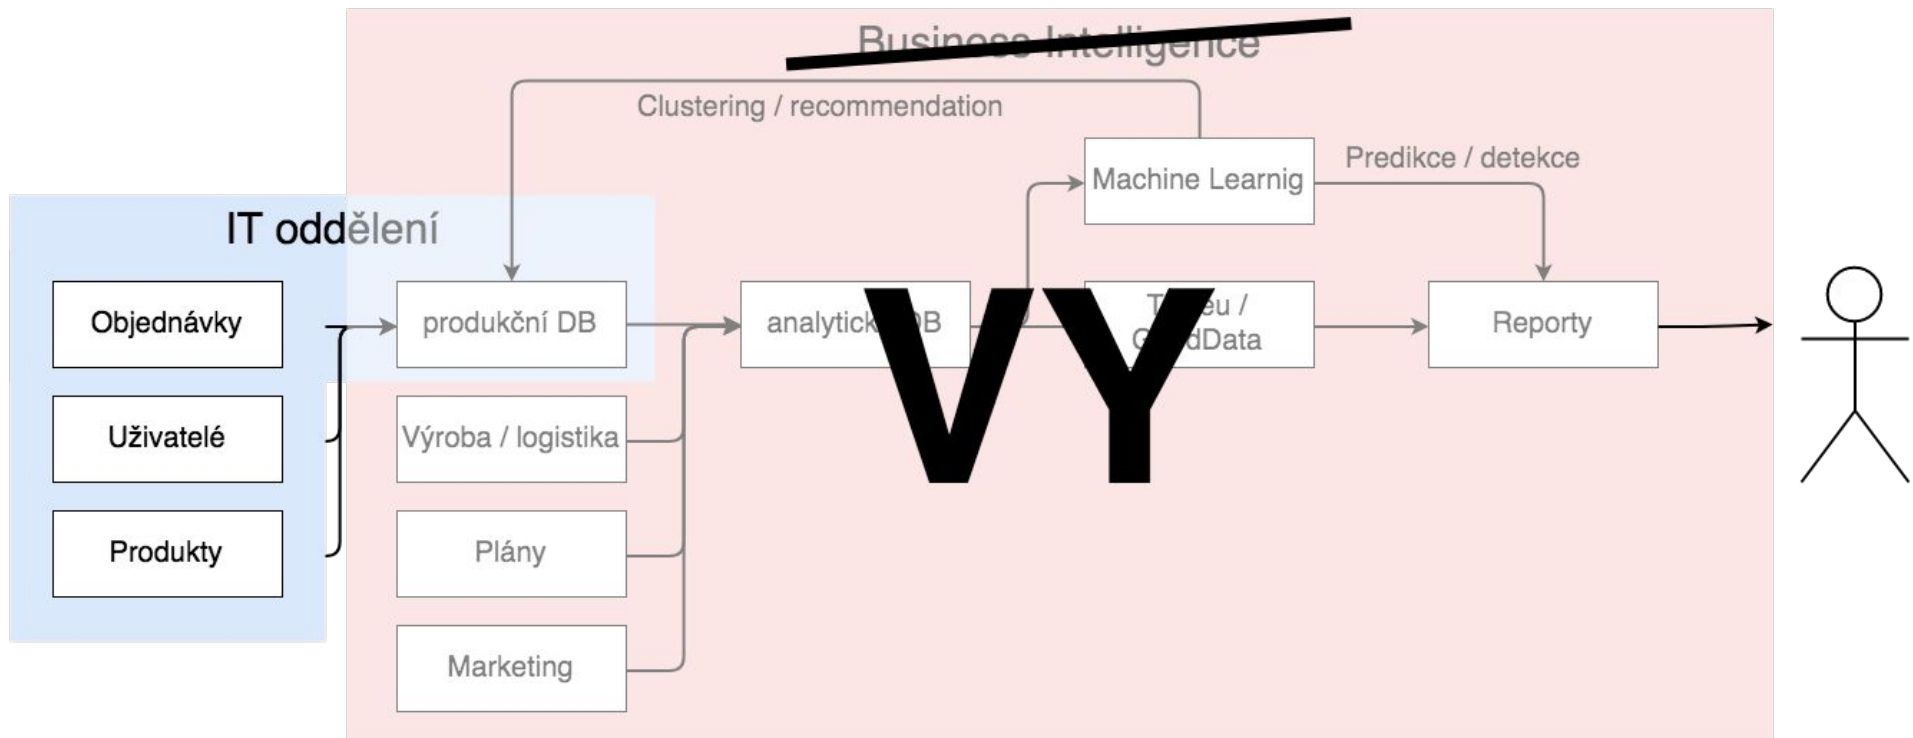 Business Intelligence
Clustering / recommendation
Machine Learnig
Predikce / detekce
IT oddělení
Objednávky
produkční DB
DB
VY
Reporty
Uživatelé
Výroba / logistika
Produkty
Plány
Marketing